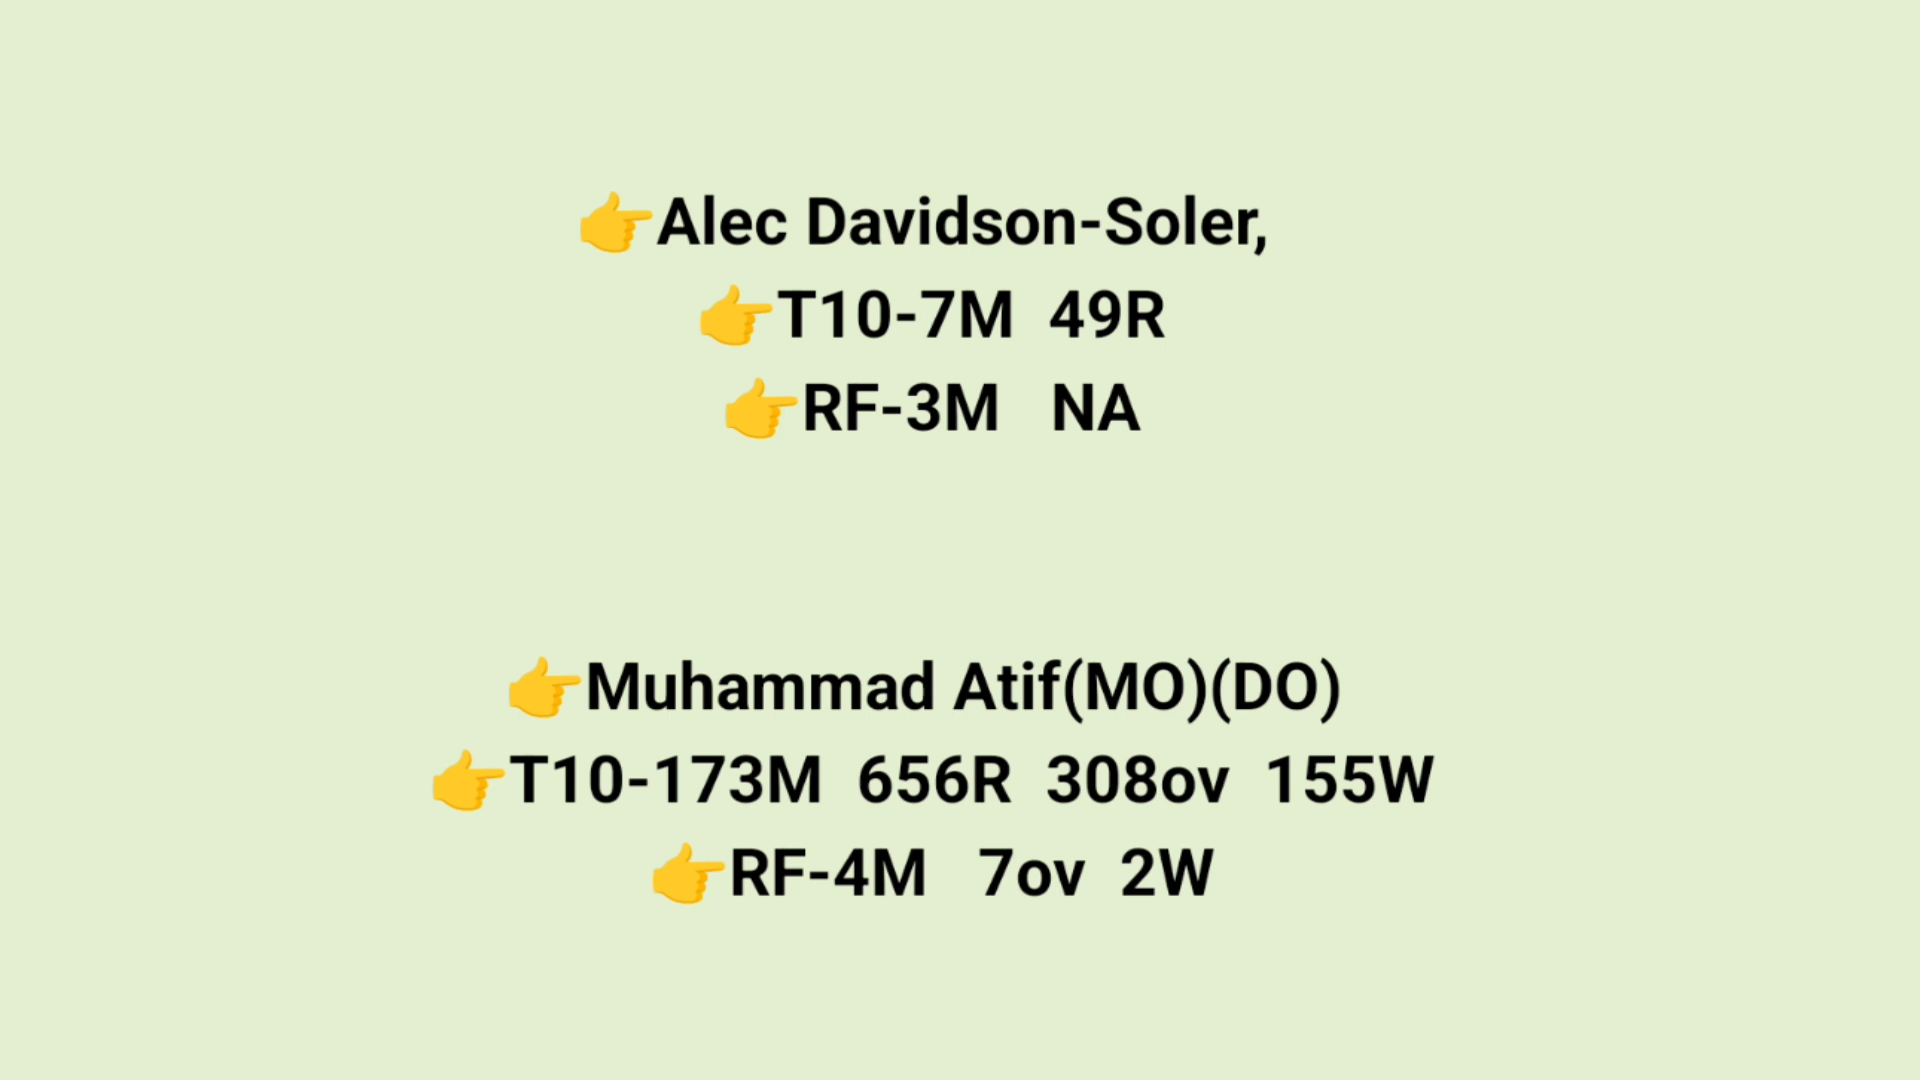 👉Alec Davidson-Soler,
👉T10-7M 49R
👉RF-3M NA
👉Muhammad Atif(MO)(DO)
👉T10-173M 656R 308ov 155W
👉RF-4M 7ov 2W